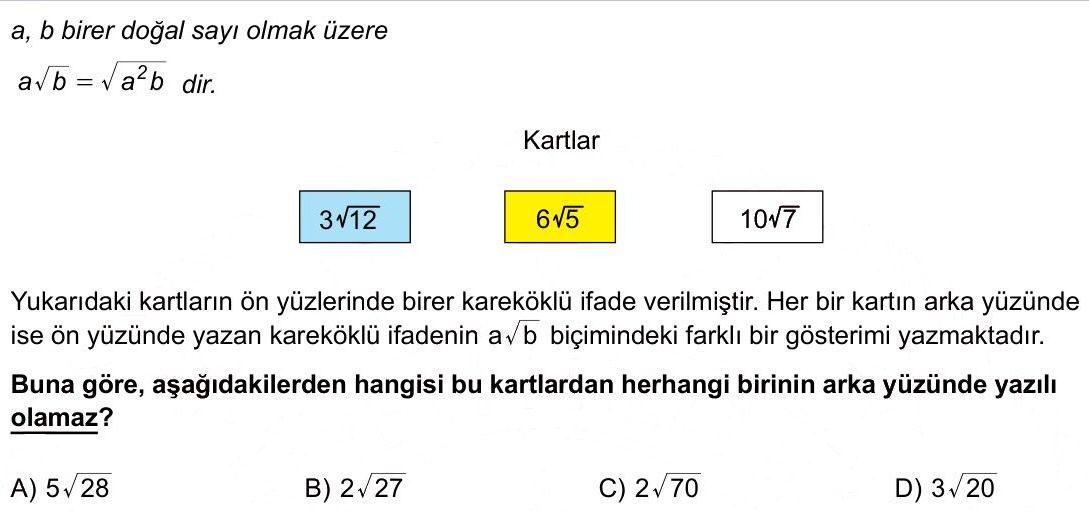 a, b birer doğal sayı olmak üzere
a√b = √(a²b) dir.
Kartlar
3√12 6√5 10√7
Yukarıdaki kartların ön yüzlerinde birer kareköklü ifade verilmiştir. Her bir kartın arka yüzünde
ise ön yüzünde yazan kareköklü ifadenin a√b biçimindeki farklı bir gösterimi yazmaktadır.
Buna göre, aşağıdakilerden hangisi bu kartlardan herhangi birinin arka yüzünde yazılı
olamaz?
A) 5√28 B) 2√27 C) 2√70 D) 3√20